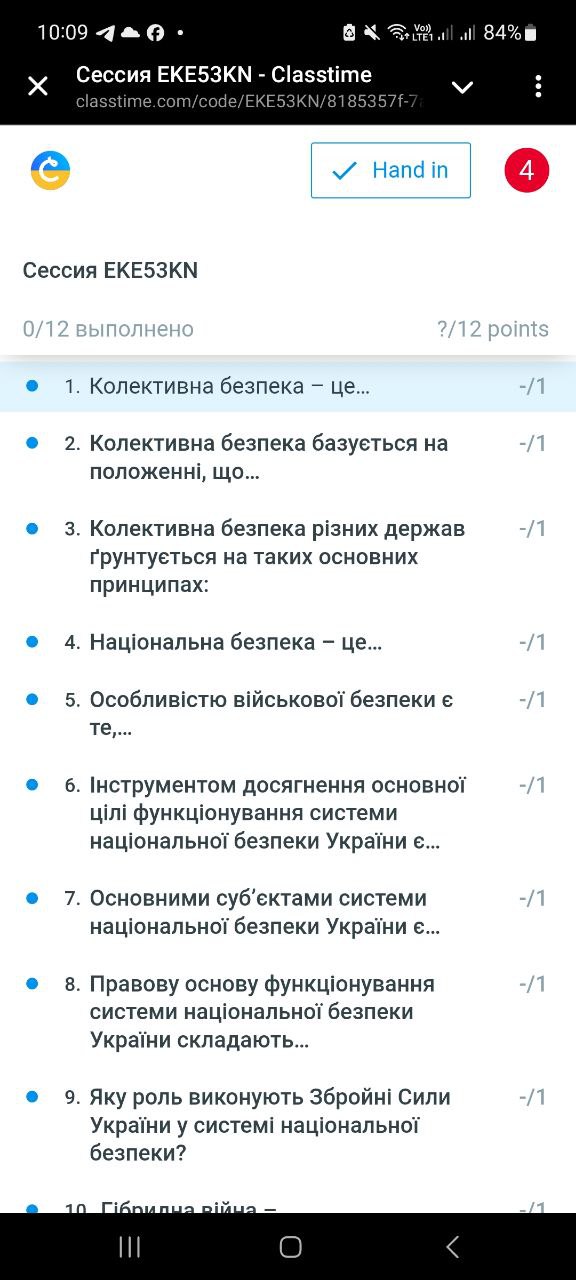 10:09
Vo))
LTE1
84%
Сессия EKE53KN - Classtime
classtime.com/code/EKE53KN/8185357f-7
Hand in
4
Сессия EKE53KN
0/12 выполнено
?/12 points
1. Колективна безпека – це...
-/1
2. Колективна безпека базується на
положенні, що...
-/1
3. Колективна безпека різних держав
ґрунтується на таких основних
принципах:
-/1
4. Національна безпека – це...
-/1
5. Особливістю військової безпеки є
те,...
-/1
6. Інструментом досягнення основної
цілі функціонування системи
національної безпеки України є...
-/1
7. Основними суб’єктами системи
національної безпеки України є...
-/1
8. Правову основу функціонування
системи національної безпеки
України складають...
-/1
9. Яку роль виконують Збройні Сили
України у системі національної
безпеки?
-/1
10. Гібридна війна –
-/1